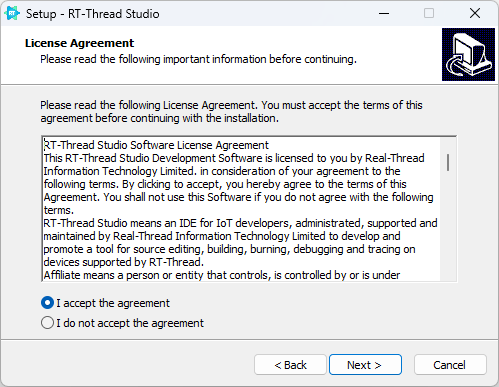 Setup - RT-Thread Studio
License Agreement
Please read the following important information before continuing.
Please read the following License Agreement. You must accept the terms of this
agreement before continuing with the installation.
RT-Thread Studio Software License Agreement
This RT-Thread Studio Development Software is licensed to you by Real-Thread
Information Technology Limited. in consideration of your agreement to the
following terms. By clicking to accept, you hereby agree to the terms of this
Agreement. You shall not use this Software if you do not agree with the following
terms.
RT-Thread Studio means an IDE for IoT developers, administrated, supported and
maintained by Real-Thread Information Technology Limited to develop and
promote a tool for source editing, building, burning, debugging and tracing on
devices supported by RT-Thread.
Affiliate means a person or entity that controls, is controlled by or is under
I accept the agreement
I do not accept the agreement
< Back
Next >
Cancel